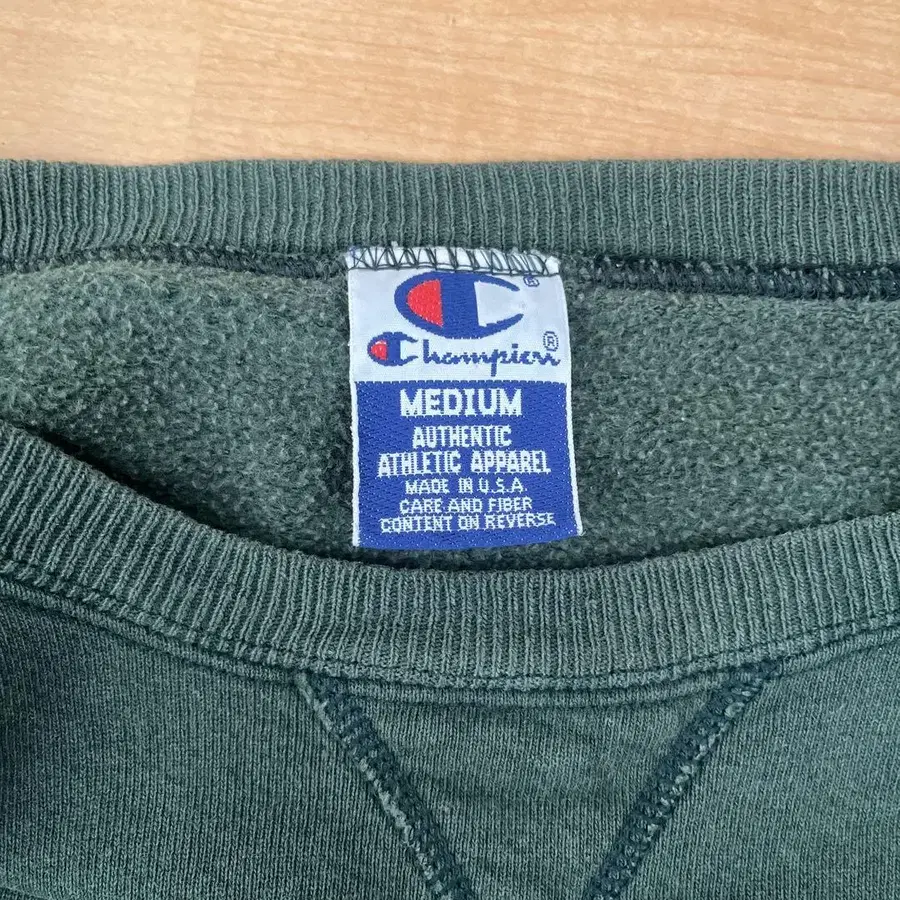 ®
Champion®
MEDIUM
AUTHENTIC
ATHLETIC APPAREL
MADE IN U.S.A.
CARE AND FIBER
CONTENT ON REVERSE